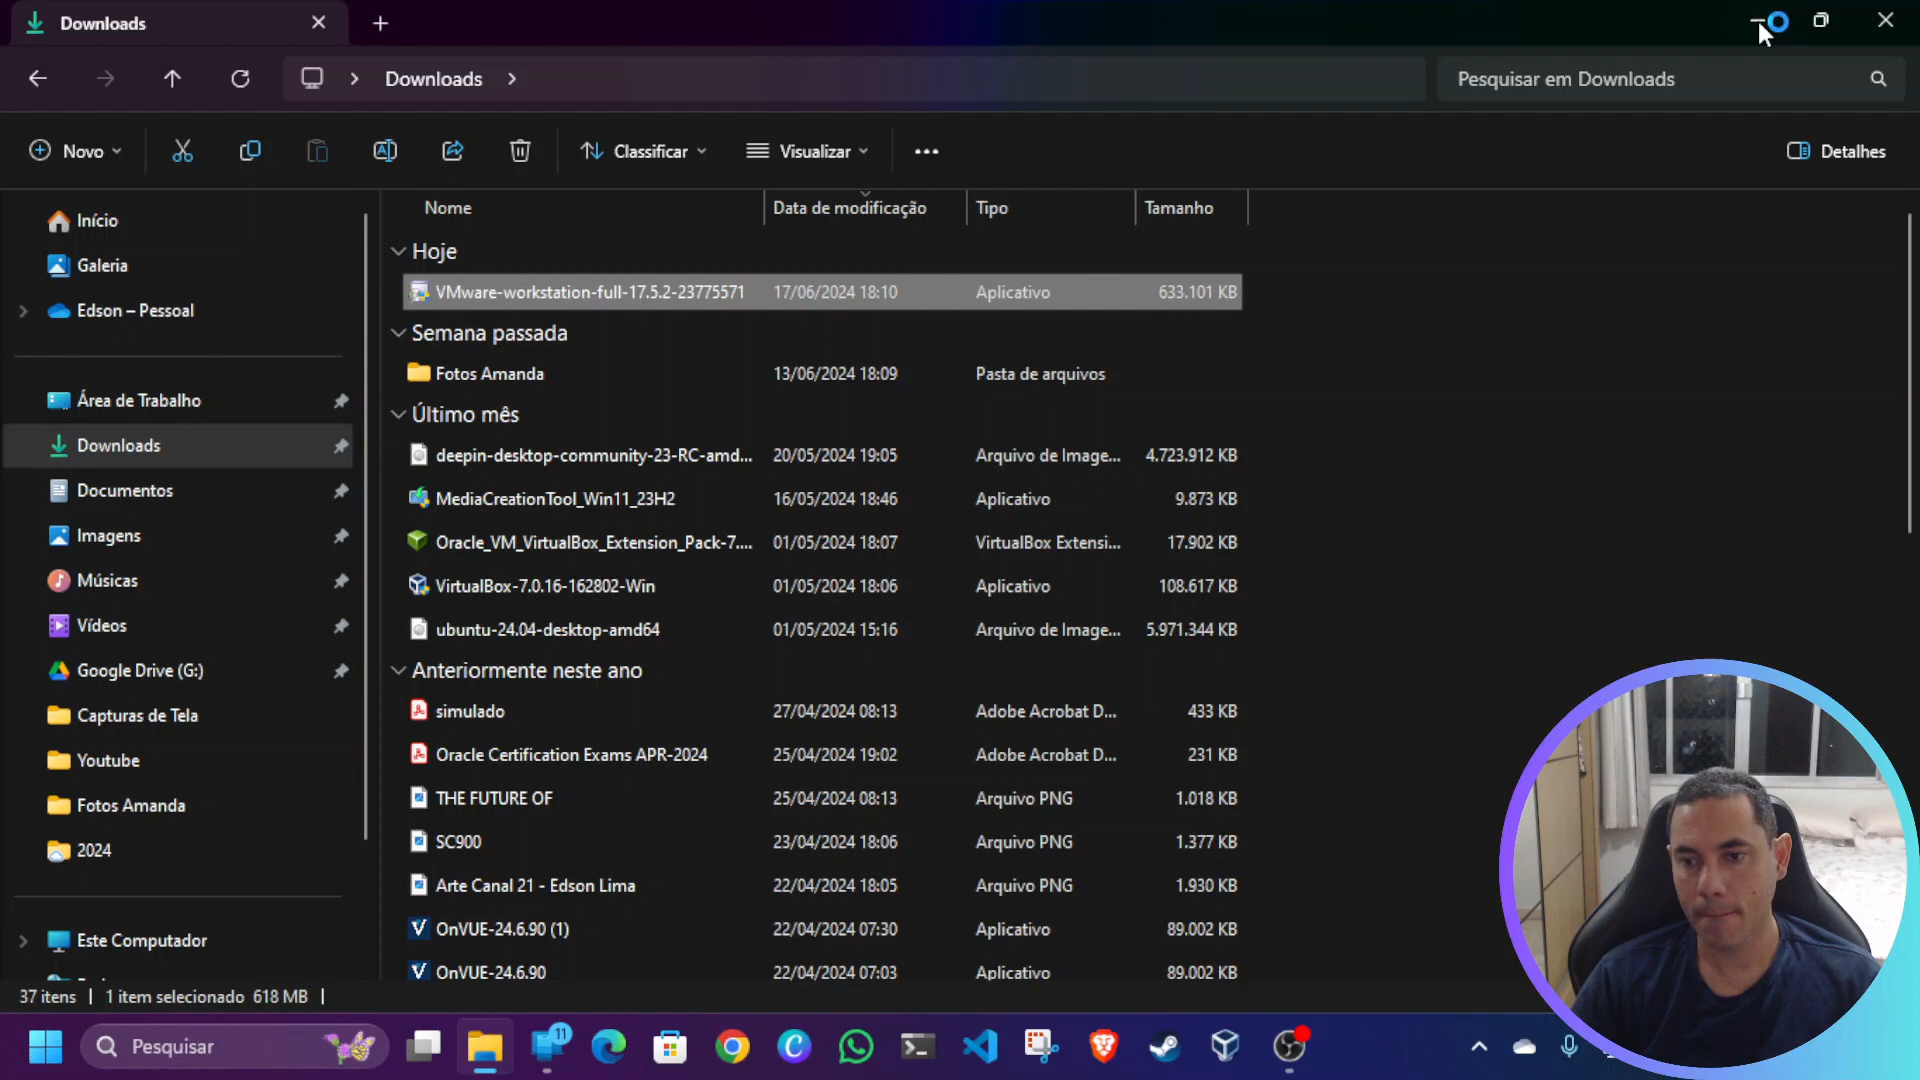 Downloads
Downloads
Pesquisar em Downloads
Novo
Classificar
Visualizar
Detalhes
Início
Galeria
Edson – Pessoal
Área de Trabalho
Downloads
Documentos
Imagens
Músicas
Vídeos
Google Drive (G:)
Capturas de Tela
Youtube
Fotos Amanda
2024
Este Computador
Nome Data de modificação Tipo Tamanho
Hoje
VMware-workstation-full-17.5.2-23775571 17/06/2024 18:10 Aplicativo 633.101 KB
Semana passada
Fotos Amanda 13/06/2024 18:09 Pasta de arquivos
Último mês
deepin-desktop-community-23-RC-amd... 20/05/2024 19:05 Arquivo de Image... 4.723.912 KB
MediaCreationTool_Win11_23H2 16/05/2024 18:46 Aplicativo 9.873 KB
Oracle_VM_VirtualBox_Extension_Pack-7.... 01/05/2024 18:07 VirtualBox Extensi... 17.902 KB
VirtualBox-7.0.16-162802-Win 01/05/2024 18:06 Aplicativo 108.617 KB
ubuntu-24.04-desktop-amd64 01/05/2024 15:16 Arquivo de Image... 5.971.344 KB
Anteriormente neste ano
simulado 27/04/2024 08:13 Adobe Acrobat D... 433 KB
Oracle Certification Exams APR-2024 25/04/2024 19:02 Adobe Acrobat D... 231 KB
THE FUTURE OF 25/04/2024 08:13 Arquivo PNG 1.018 KB
SC900 23/04/2024 18:06 Arquivo PNG 1.377 KB
Arte Canal 21 - Edson Lima 22/04/2024 18:05 Arquivo PNG 1.930 KB
OnVUE-24.6.90 (1) 22/04/2024 07:30 Aplicativo 89.002 KB
OnVUE-24.6.90 22/04/2024 07:03 Aplicativo 89.002 KB
37 itens | 1 item selecionado 618 MB |
Pesquisar
11